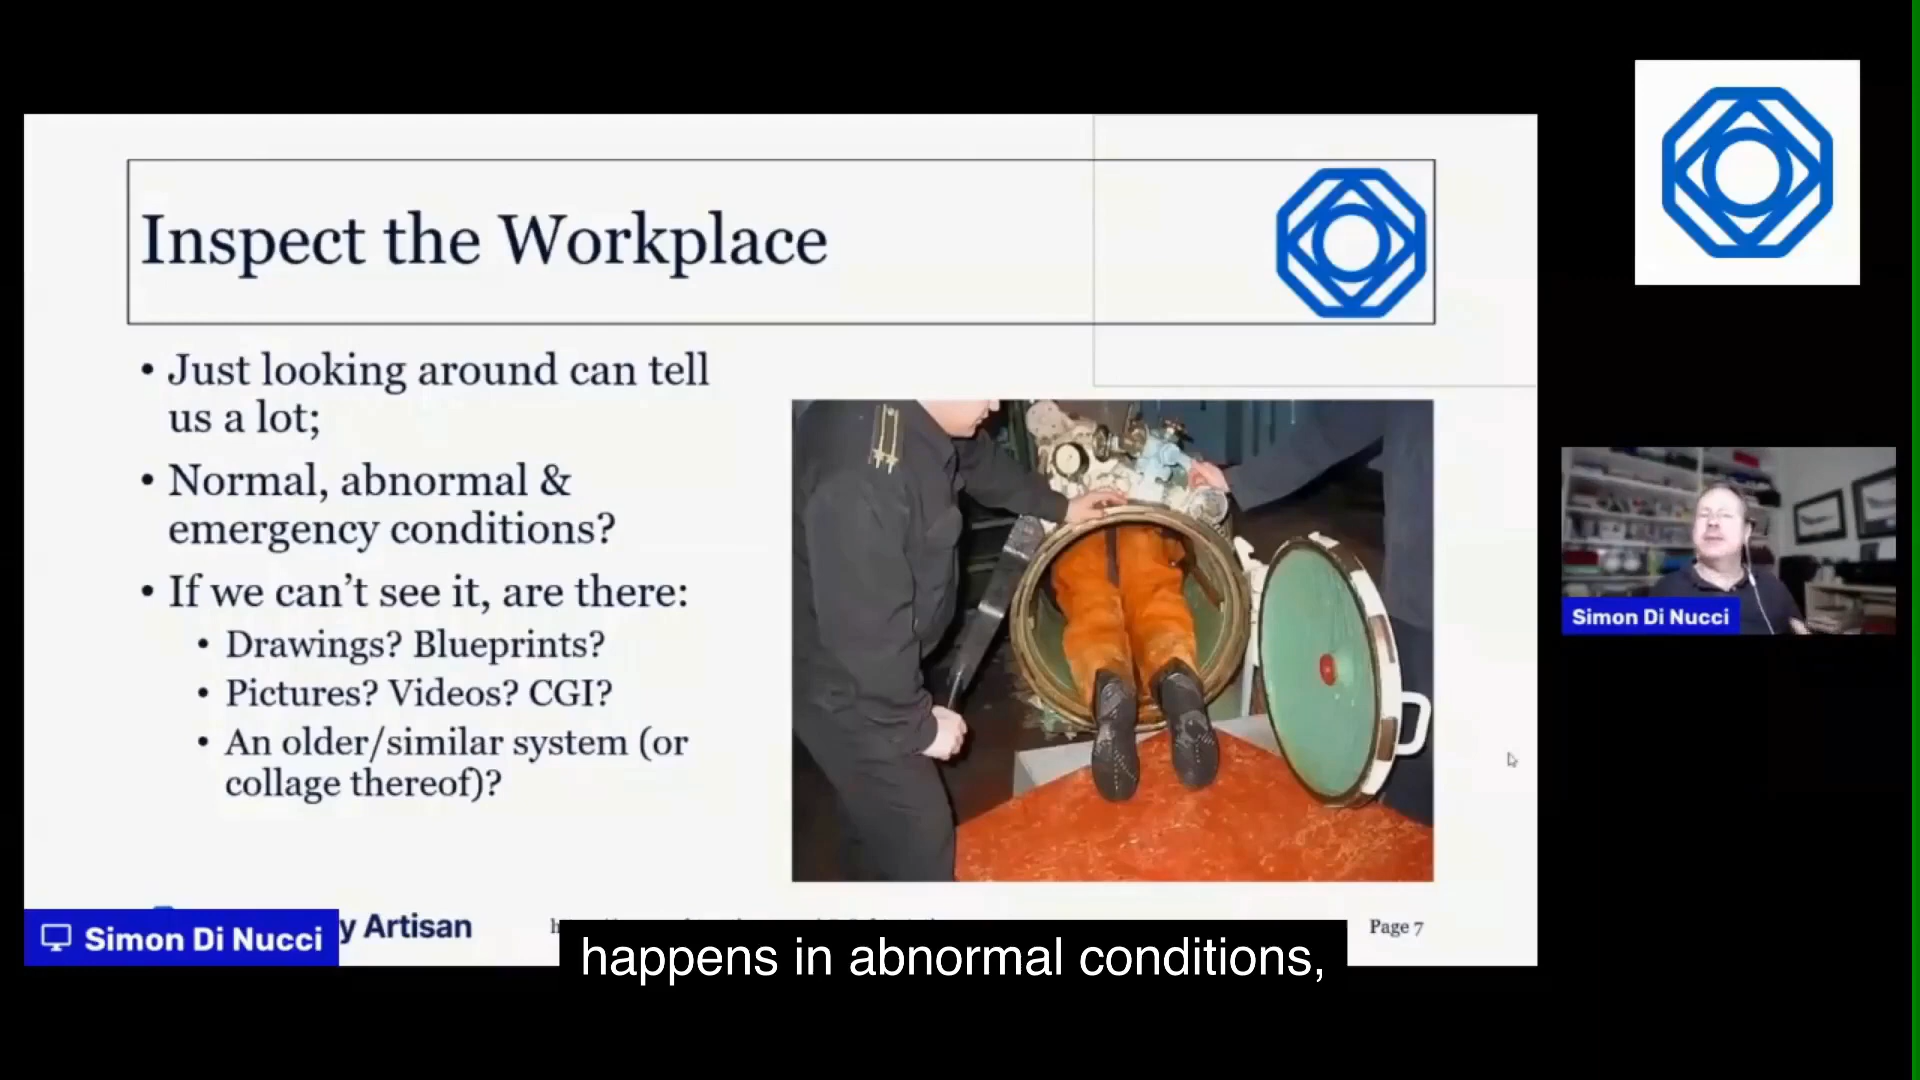 Inspect the Workplace
• Just looking around can tell
us a lot;
• Normal, abnormal &
emergency conditions?
• If we can’t see it, are there:
• Drawings? Blueprints?
• Pictures? Videos? CGI?
• An older/similar system (or
collage thereof)?
Simon Di Nucci
Simon Di Nucci
Artisan
Page 7
happens in abnormal conditions,